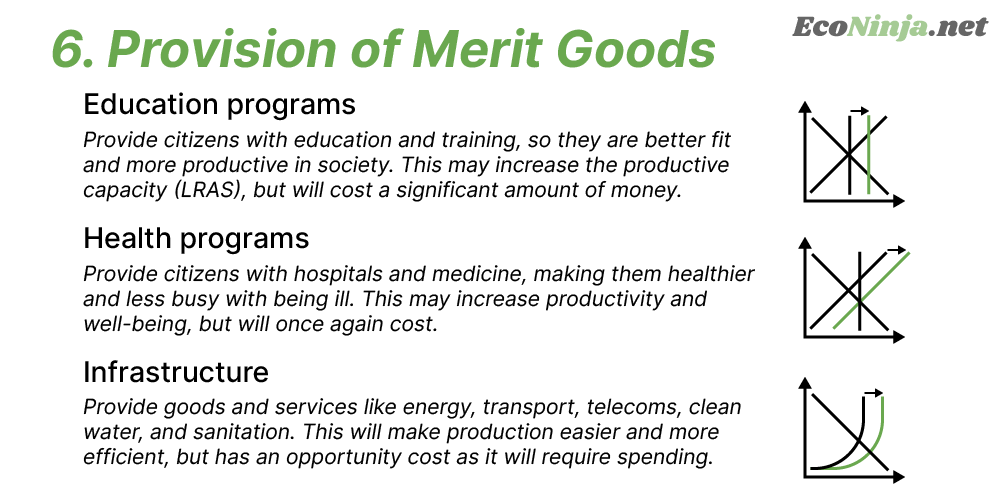 EcoNinja.net
6. Provision of Merit Goods
Education programs
Provide citizens with education and training, so they are better fit
and more productive in society. This may increase the productive
capacity (LRAS), but will cost a significant amount of money.
Health programs
Provide citizens with hospitals and medicine, making them healthier
and less busy with being ill. This may increase productivity and
well-being, but will once again cost.
Infrastructure
Provide goods and services like energy, transport, telecoms, clean
water, and sanitation. This will make production easier and more
efficient, but has an opportunity cost as it will require spending.